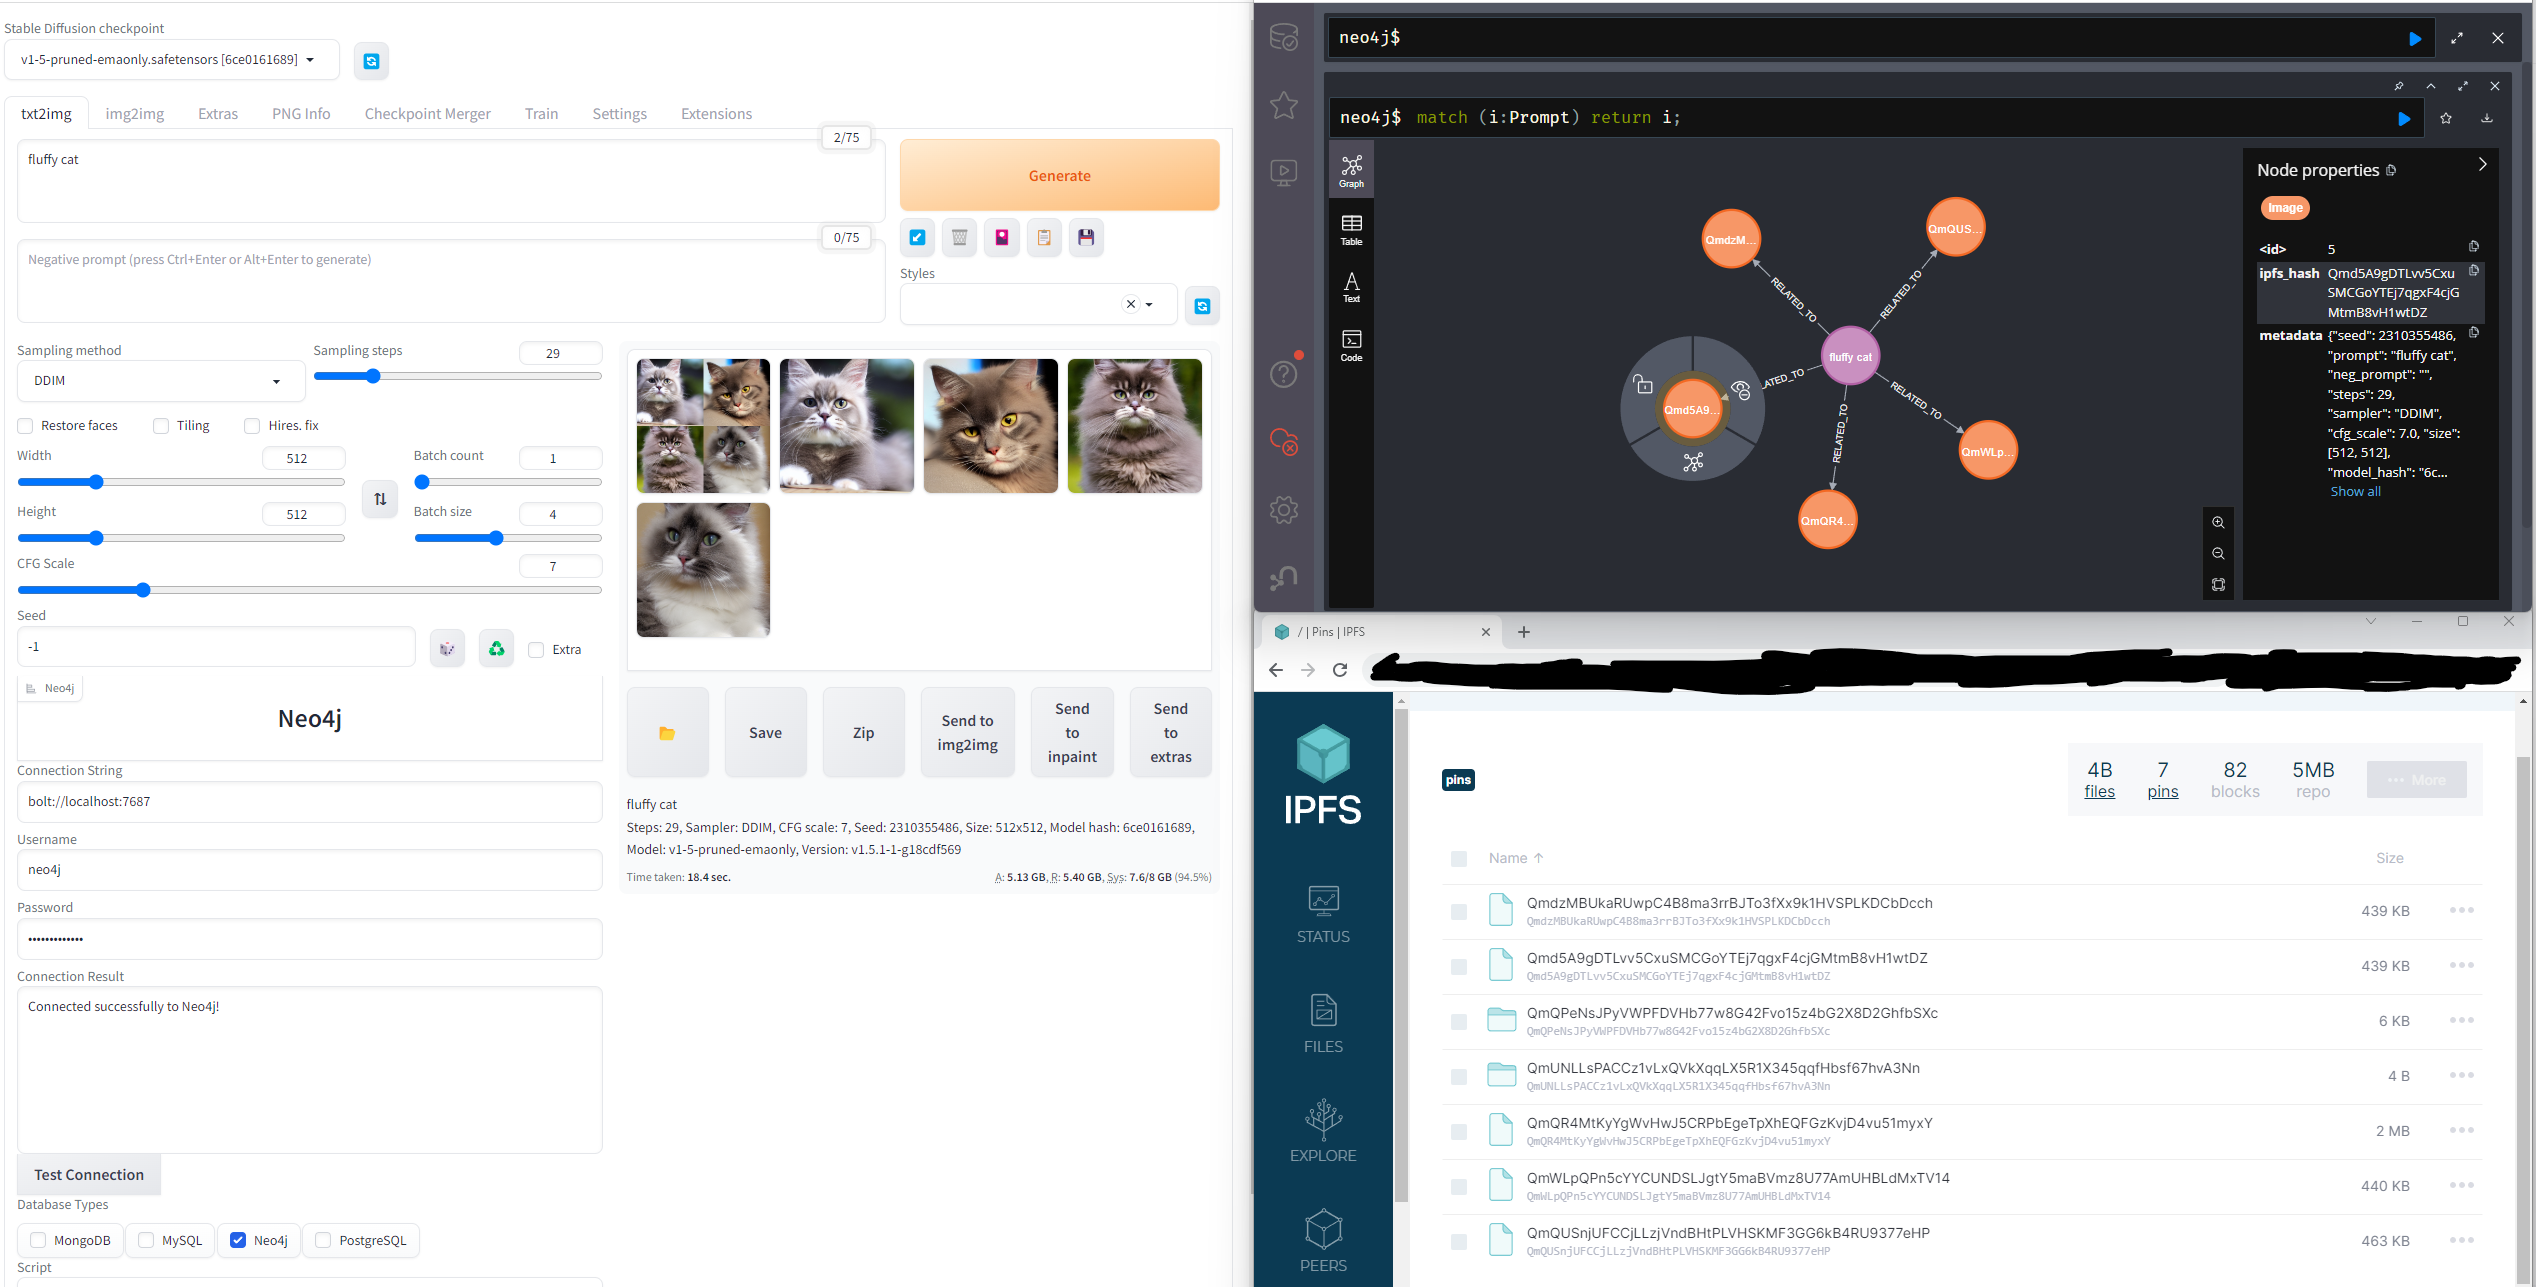 Stable Diffusion checkpoint
v1-5-pruned-emaonly.safetensors [6ce0161689]
txt2img img2img Extras PNG Info Checkpoint Merger Train Settings Extensions
2/75
fluffy cat
Generate
0/75
Negative prompt (press Ctrl+Enter or Alt+Enter to generate)
Styles
Sampling method
DDIM
Sampling steps
29
Restore faces Tiling Hires. fix
Width
512
Batch count
1
Height
512
Batch size
4
CFG Scale
7
Seed
-1
Extra
Neo4j
Neo4j
Connection String
bolt://localhost:7687
Username
neo4j
Password
•••••••••••••
Connection Result
Connected successfully to Neo4j!
Test Connection
Database Types
MongoDB MySQL Neo4j PostgreSQL
Script
Save
Zip
Send to img2img
Send to inpaint
Send to extras
fluffy cat
Steps: 29, Sampler: DDIM, CFG scale: 7, Seed: 2310355486, Size: 512x512, Model hash: 6ce0161689,
Model: v1-5-pruned-emaonly, Version: v1.5.1-1-g18cdf569
Time taken: 18.4 sec.
A: 5.13 GB, R: 5.40 GB, Sys: 7.6/8 GB (94.5%)
neo4j$
neo4j$ match (i:Prompt) return i;
Graph
Table
Text
Code
QmdzM...
QmQUS...
RELATED_TO
RELATED_TO
fluffy cat
ATED_TO
Qmd5A9...
RELATED_TO
RELATED_TO
QmWLp...
QmQR4...
Node properties
Image
<id> 5
ipfs_hash Qmd5A9gDTLvv5Cxu
SMCGoYTEj7qgxF4cjG
MtmB8vH1wtDZ
metadata {"seed": 2310355486,
"prompt": "fluffy cat",
"neg_prompt": "",
"steps": 29,
"sampler": "DDIM",
"cfg_scale": 7.0, "size":
[512, 512],
"model_hash": "6c...
Show all
/ | Pins | IPFS
IPFS
STATUS
FILES
EXPLORE
PEERS
pins
4B files
7 pins
82 blocks
5MB repo
More
Name Size
QmdzMBUkaRUwpC4B8ma3rrBJTo3fXx9k1HVSPLKDCbDcch
QmdzMBUkaRUwpC4B8ma3rrBJTo3fXx9k1HVSPLKDCbDcch
439 KB
Qmd5A9gDTLvv5CxuSMCGoYTEj7qgxF4cjGMtmB8vH1wtDZ
Qmd5A9gDTLvv5CxuSMCGoYTEj7qgxF4cjGMtmB8vH1wtDZ
439 KB
QmQPeNsJPyVWPFDVHb77w8G42Fvo15z4bG2X8D2GhfbSXc
QmQPeNsJPyVWPFDVHb77w8G42Fvo15z4bG2X8D2GhfbSXc
6 KB
QmUNLLsPACCz1vLxQVkXqqLX5R1X345qqfHbsf67hvA3Nn
QmUNLLsPACCz1vLxQVkXqqLX5R1X345qqfHbsf67hvA3Nn
4 B
QmQR4MtKyYgWvHwJ5CRPbEgeTpXhEQFGzKvjD4vu51myxY
QmQR4MtKyYgWvHwJ5CRPbEgeTpXhEQFGzKvjD4vu51myxY
2 MB
QmWLpQPn5cYYCUNDSLJgtY5maBVmz8U77AmUHBLdMxTV14
QmWLpQPn5cYYCUNDSLJgtY5maBVmz8U77AmUHBLdMxTV14
440 KB
QmQUSnjUFCCjLLzjVndBHtPLVHSKMF3GG6kB4RU9377eHP
QmQUSnjUFCCjLLzjVndBHtPLVHSKMF3GG6kB4RU9377eHP
463 KB